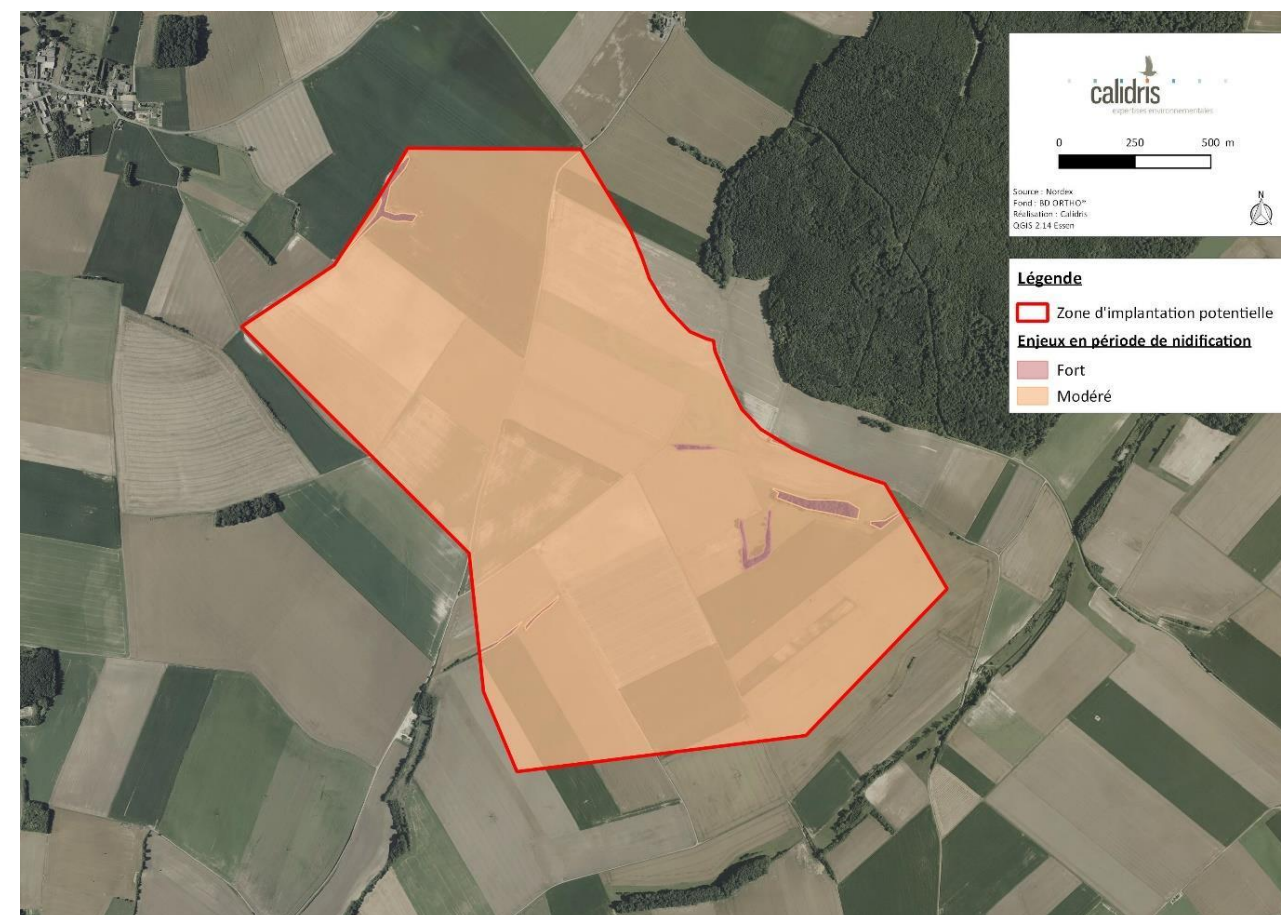 calidris
expertises environnementales
0 250 500 m
Source : Nordex
Fond : BD ORTHO®
Réalisation : Calidris
QGIS 2.14 Essen
N
Légende
Zone d'implantation potentielle
Enjeux en période de nidification
Fort
Modéré